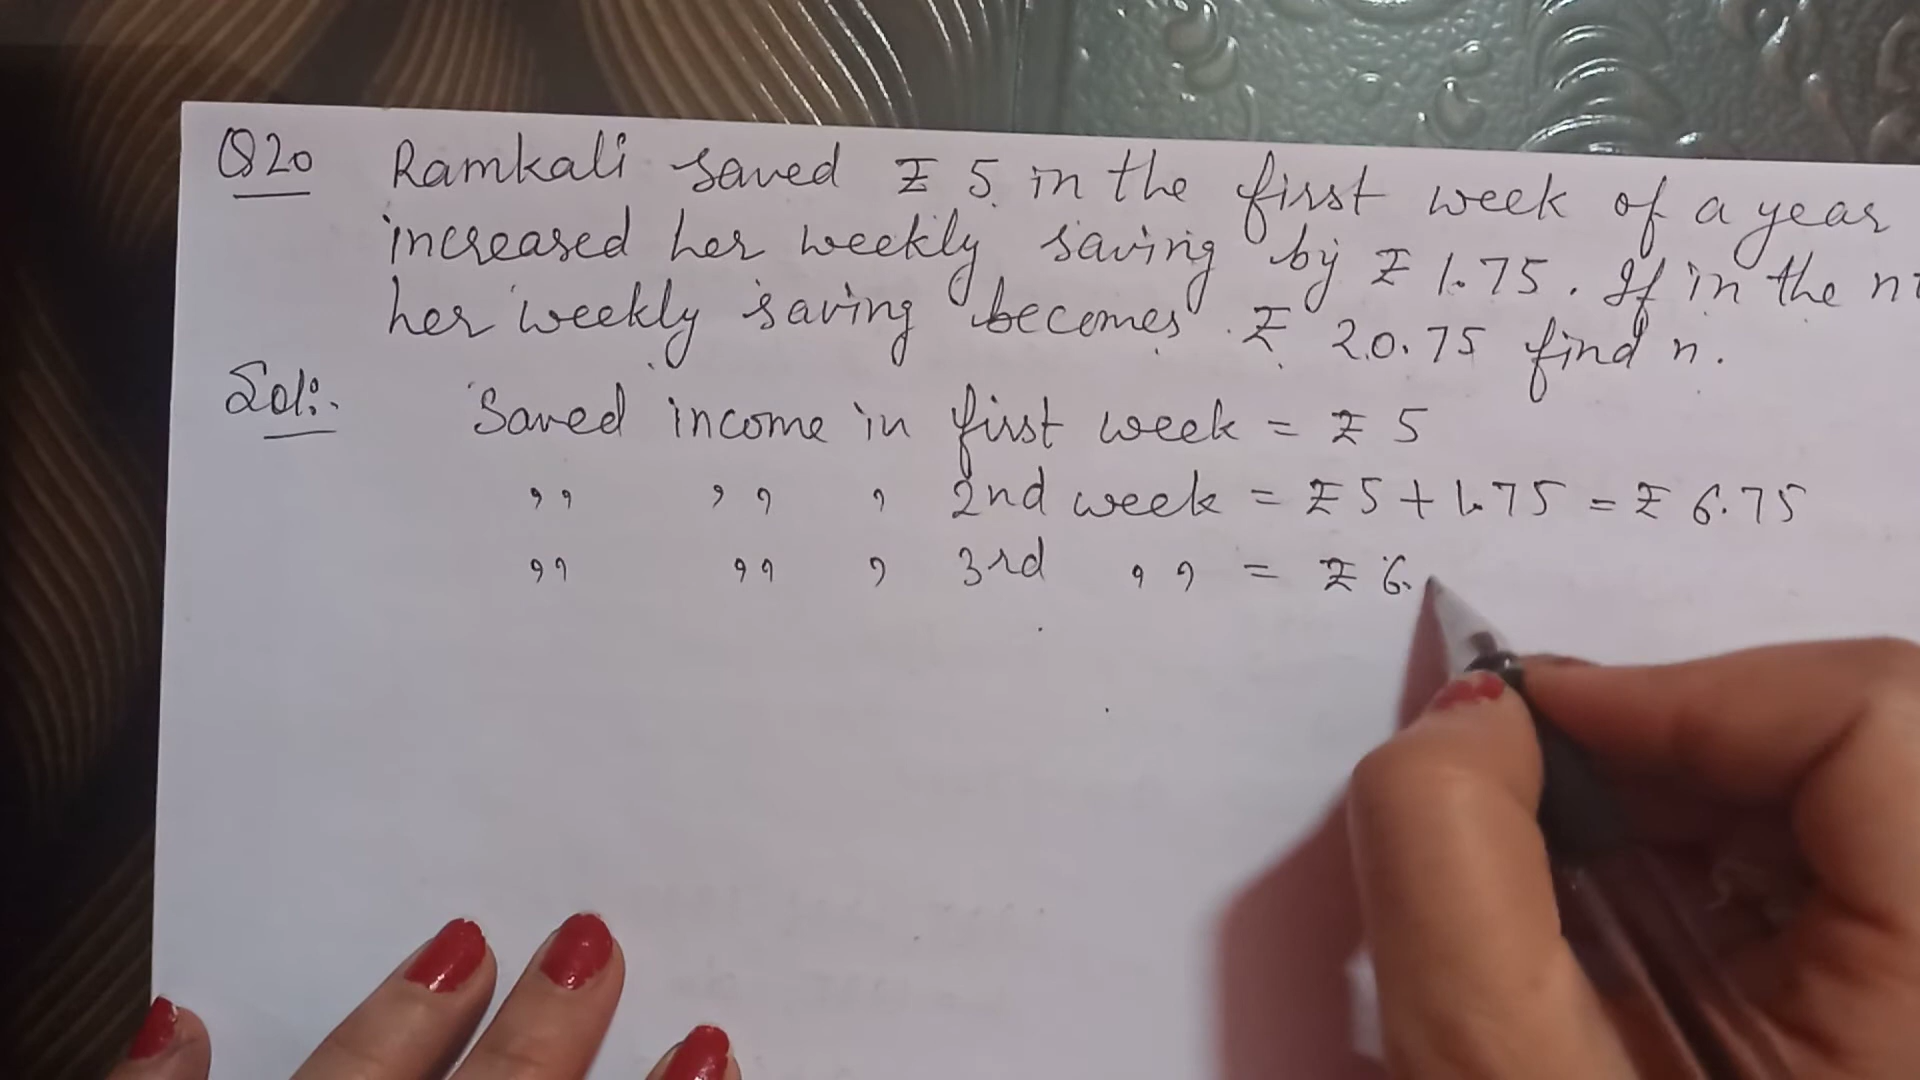 Q20 Ramkali saved ₹ 5 in the first week of a year
increased her weekly saving by ₹ 1.75. If in the
her weekly saving becomes ₹ 20.75 find n.
Sol:- Saved income in first week = ₹ 5
,, ,, , 2nd week = ₹ 5 + 1.75 = ₹ 6.75
,, ,, , 3rd ,, = ₹ 6.